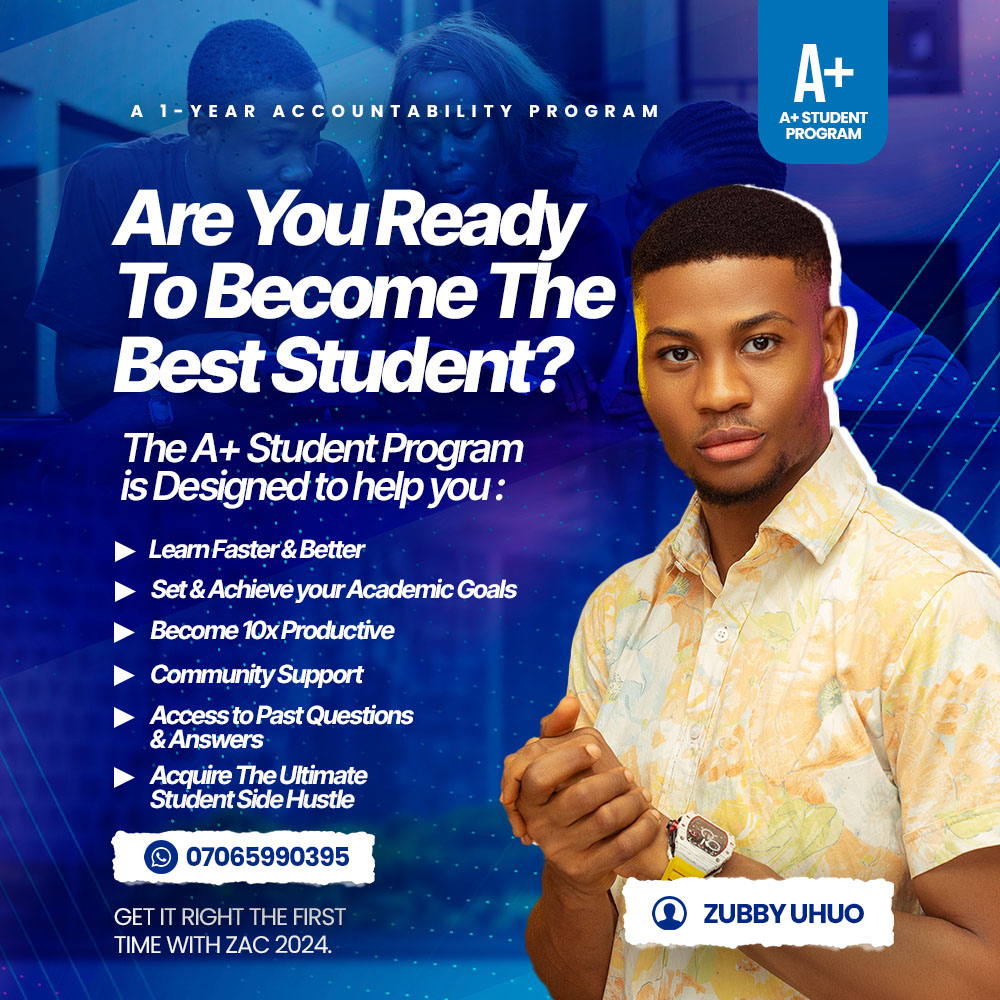 A 1-YEAR ACCOUNTABILITY PROGRAM
A+
A+ STUDENT
PROGRAM
Are You Ready
To Become The
Best Student?
The A+ Student Program
is Designed to help you :
Learn Faster & Better
Set & Achieve your Academic Goals
Become 10x Productive
Community Support
Access to Past Questions
& Answers
Acquire The Ultimate
Student Side Hustle
07065990395
GET IT RIGHT THE FIRST
TIME WITH ZAC 2024.
ZUBBY UHUO